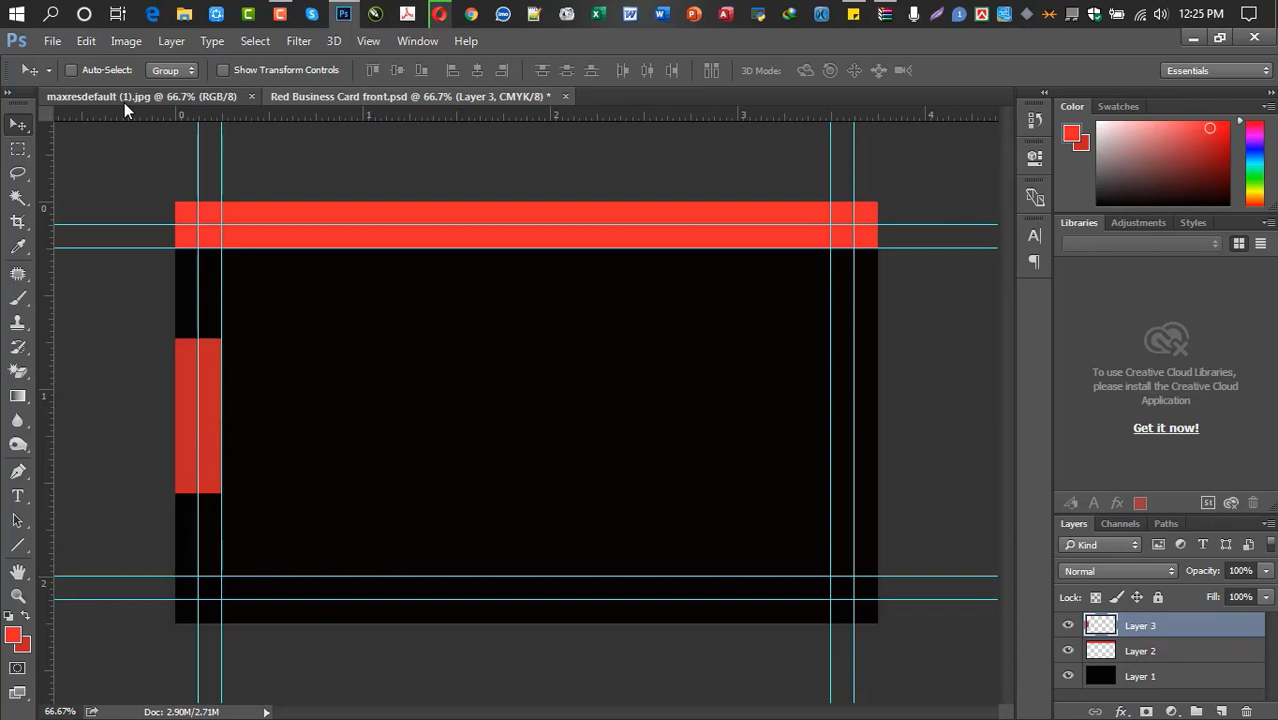 12:25 PM
Ps File Edit Image Layer Type Select Filter 3D View Window Help
Auto-Select: Group Show Transform Controls 3D Mode: Essentials
maxresdefault (1).jpg @ 66.7% (RGB/8) × Red Business Card front.psd @ 66.7% (Layer 3, CMYK/8) * ×
0 1 2 3 4
0
1
2
Color Swatches
Libraries Adjustments Styles
To use Creative Cloud Libraries,
please install the Creative Cloud
Application
Get it now!
St
Layers Channels Paths
Kind
Normal Opacity: 100%
Lock: Fill: 100%
Layer 3
Layer 2
Layer 1
66.67% Doc: 2.90M/2.71M